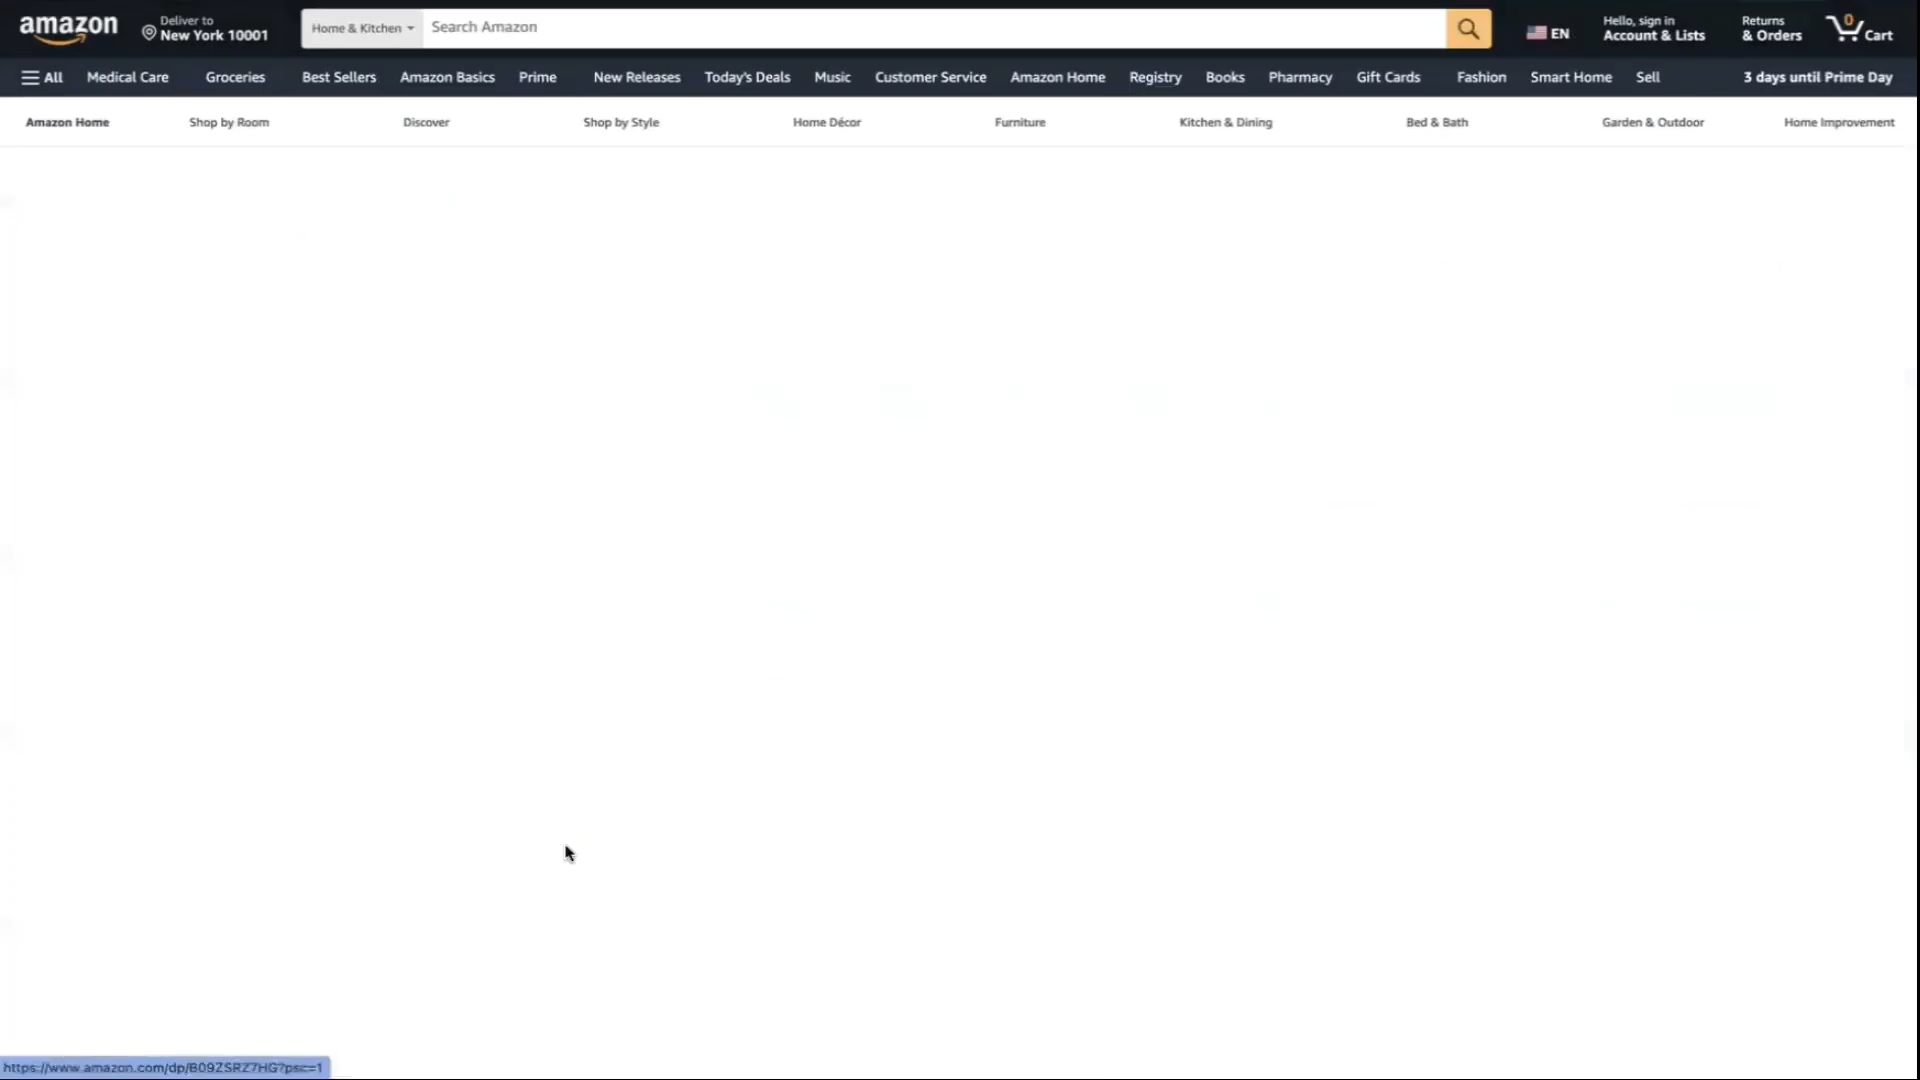 amazon
Deliver to
New York 10001
Home & Kitchen
Search Amazon
EN
Hello, sign in
Account & Lists
Returns
& Orders
0
Cart
All
Medical Care
Groceries
Best Sellers
Amazon Basics
Prime
New Releases
Today's Deals
Music
Customer Service
Amazon Home
Registry
Books
Pharmacy
Gift Cards
Fashion
Smart Home
Sell
3 days until Prime Day
Amazon Home
Shop by Room
Discover
Shop by Style
Home Décor
Furniture
Kitchen & Dining
Bed & Bath
Garden & Outdoor
Home Improvement
https://www.amazon.com/dp/B09ZSRZ7HG?psc=1